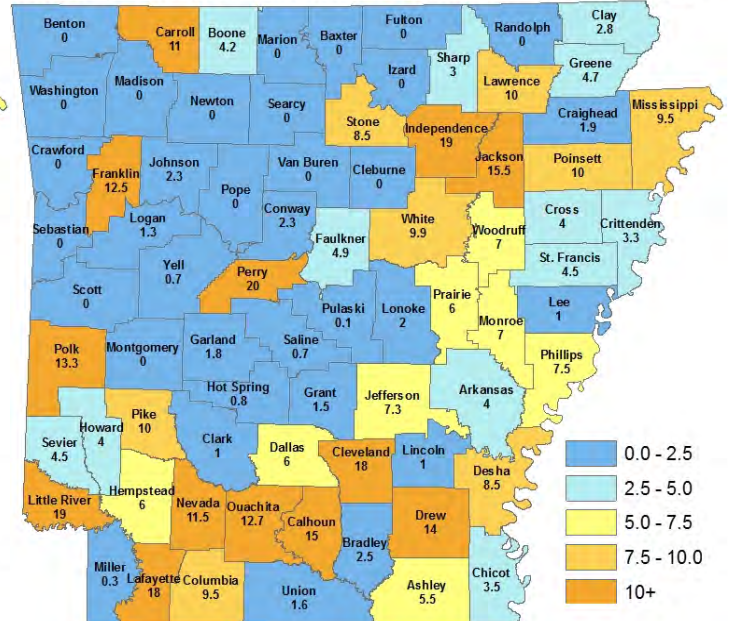 Benton
0
Carroll
11
Boone
4.2
Marion
0
Baxter
0
Fulton
0
Randolph
0
Clay
2.8
Sharp
3
Greene
4.7
Washington
0
Madison
0
Newton
0
Searcy
0
Izard
0
Lawrence
10
Stone
8.5
Independence
19
Jackson
15.5
Craighead
1.9
Mississippi
9.5
Poinsett
10
Crawford
0
Franklin
12.5
Johnson
2.3
Pope
0
Van Buren
0
Cleburne
0
Conway
2.3
Logan
1.3
Sebastian
0
Faulkner
4.9
White
9.9
Woodruff
7
Cross
4
Crittenden
3.3
St. Francis
4.5
Scott
0
Yell
0.7
Perry
20
Pulaski
0.1
Lonoke
2
Prairie
6
Monroe
7
Lee
1
Phillips
7.5
Polk
13.3
Montgomery
0
Garland
1.8
Saline
0.7
Hot Spring
0.8
Grant
1.5
Jefferson
7.3
Arkansas
4
Sevier
4.5
Howard
4
Pike
10
Clark
1
Dallas
6
Cleveland
18
Lincoln
1
Desha
8.5
Little River
19
Hempstead
6
Nevada
11.5
Ouachita
12.7
Calhoun
15
Bradley
2.5
Drew
14
Miller
0.3
Lafayette
18
Columbia
9.5
Union
1.6
Ashley
5.5
Chicot
3.5
0.0 - 2.5
2.5 - 5.0
5.0 - 7.5
7.5 - 10.0
10+